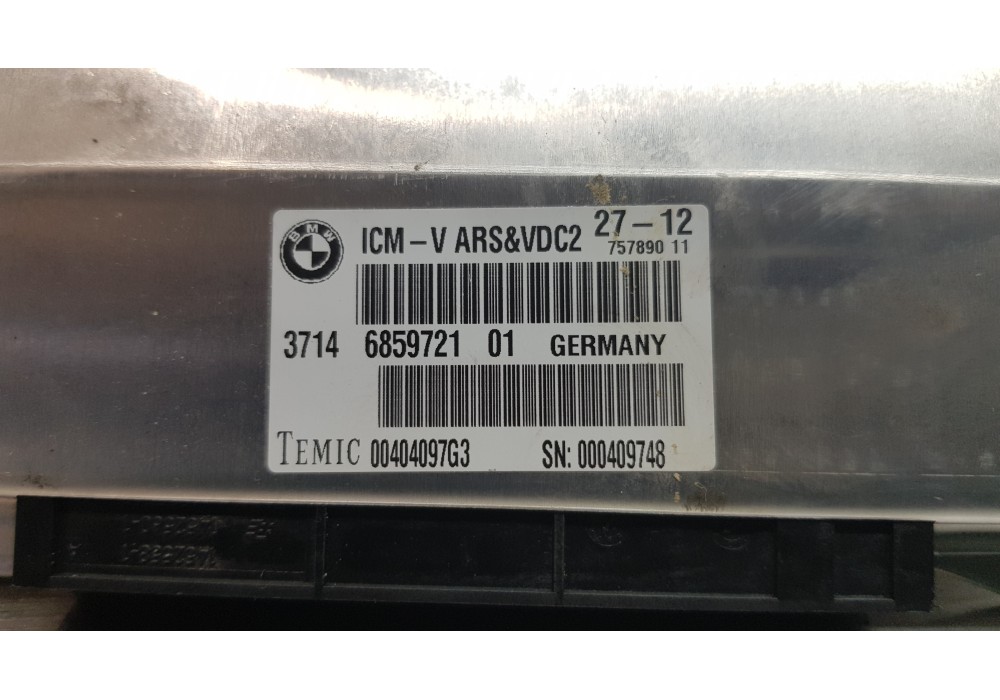 BMW
ICM-V ARS&VDC2 27-12
757890 11
3714 6859721 01 GERMANY
TEMIC 00404097G3 SN: 000409748